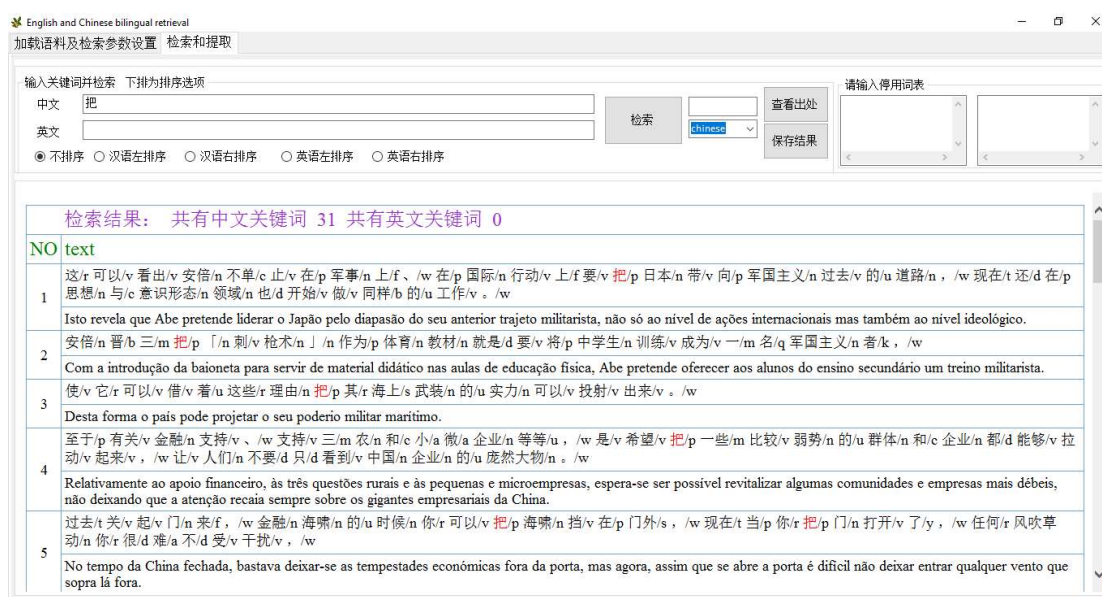 English and Chinese bilingual retrieval
加载语料及检索参数设置 检索和提取
输入关键词并检索 下排为排序选项
请输入停用词表
中文 把
检索
查看出处
英文
chinese
保存结果
不排序 汉语左排序 汉语右排序 英语左排序 英语右排序
检索结果： 共有中文关键词 31 共有英文关键词 0
NO text
1
这/r 可以/v 看出/v 安倍/n 不单/c 止/v 在/p 军事/n 上/f 、/w 在/p 国际/n 行动/v 上/f 要/v 把/p 日本/n 带/v 向/p 军国主义/n 过去/v 的/u 道路/n ，/w 现在/t 还/d 在/p
思想/n 与/c 意识形态/n 领域/n 也/d 开始/v 做/v 同样/b 的/u 工作/v 。/w
Isto revela que Abe pretende liderar o Japão pelo diapasão do seu anterior trajeto militarista, não só ao nível de ações internacionais mas também ao nível ideológico.
2
安倍/n 晋/b 三/m 把/p 「/n 刺/v 枪术/n 」/n 作为/p 体育/n 教材/n 就是/d 要/v 将/p 中学生/n 训练/v 成为/v 一/m 名/q 军国主义/n 者/k ，/w
Com a introdução da baioneta para servir de material didático nas aulas de educação física, Abe pretende oferecer aos alunos do ensino secundário um treino militarista.
3
使/v 它/r 可以/v 借/v 着/u 这些/r 理由/n 把/p 其/r 海上/s 武装/n 的/u 实力/n 可以/v 投射/v 出来/v 。/w
Desta forma o país pode projetar o seu poderio militar marítimo.
4
至于/p 有关/v 金融/n 支持/v 、/w 支持/v 三/m 农/n 和/c 小/a 微/a 企业/n 等等/u ，/w 是/v 希望/v 把/p 一些/m 比较/v 弱势/n 的/u 群体/n 和/c 企业/n 都/d 能够/v 拉
动/v 起来/v ，/w 让/v 人们/n 不要/d 只/d 看到/v 中国/n 企业/n 的/u 庞然大物/n 。/w
Relativamente ao apoio financeiro, às três questões rurais e às pequenas e microempresas, espera-se ser possível revitalizar algumas comunidades e empresas mais débeis,
não deixando que a atenção recaia sempre sobre os gigantes empresariais da China.
5
过去/t 关/v 起/v 门/n 来/f ，/w 金融/n 海啸/n 的/u 时候/n 你/r 可以/v 把/p 海啸/n 挡/v 在/p 门外/s ，/w 现在/t 当/p 你/r 把/p 门/n 打开/v 了/y ，/w 任何/r 风吹草
动/n 你/r 很/d 难/a 不/d 受/v 干扰/v ，/w
No tempo da China fechada, bastava deixar-se as tempestades económicas fora da porta, mas agora, assim que se abre a porta é difícil não deixar entrar qualquer vento que
sopra lá fora.